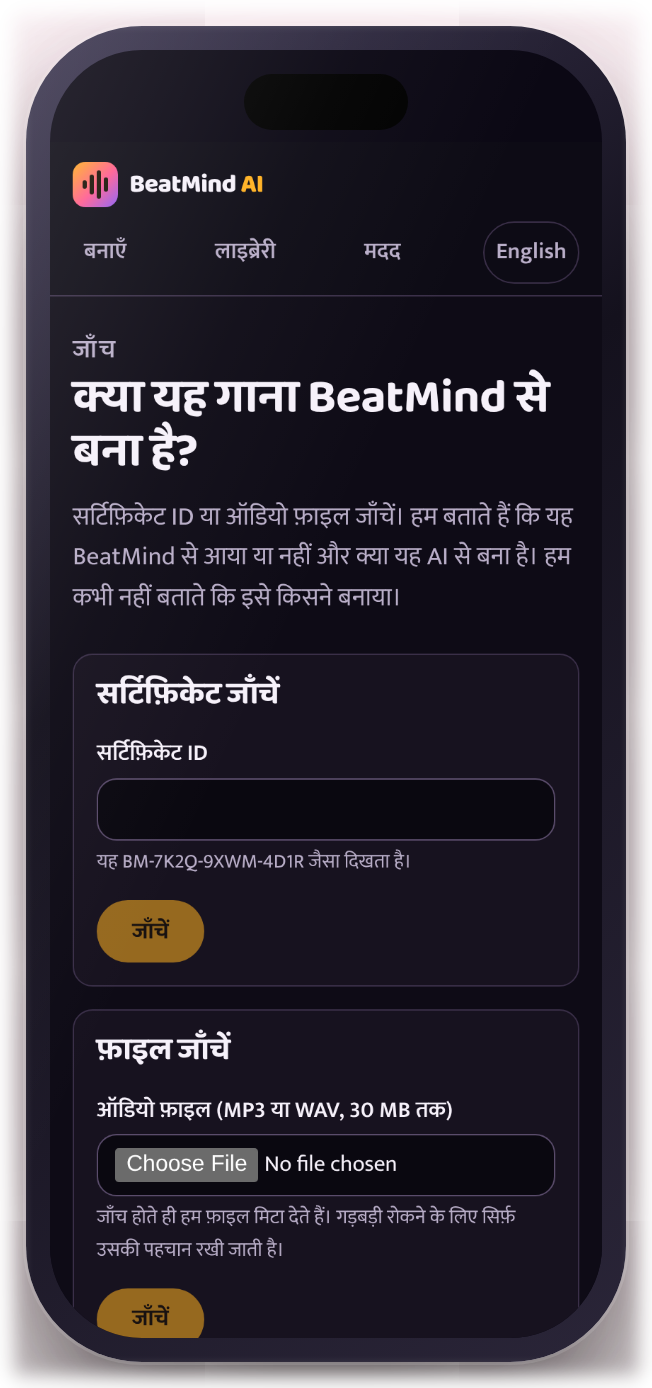 BeatMind AI
बनाएँ लाइब्रेरी मदद English
जाँच
क्या यह गाना BeatMind से
बना है?
सर्टिफ़िकेट ID या ऑडियो फ़ाइल जाँचें। हम बताते हैं कि यह
BeatMind से आया या नहीं और क्या यह AI से बना है। हम
कभी नहीं बताते कि इसे किसने बनाया।
सर्टिफ़िकेट जाँचें
सर्टिफ़िकेट ID
यह BM-7K2Q-9XWM-4D1R जैसा दिखता है।
जाँचें
फ़ाइल जाँचें
ऑडियो फ़ाइल (MP3 या WAV, 30 MB तक)
Choose File No file chosen
जाँच होते ही हम फ़ाइल मिटा देते हैं। गड़बड़ी रोकने के लिए सिर्फ़
उसकी पहचान रखी जाती है।
जाँचें